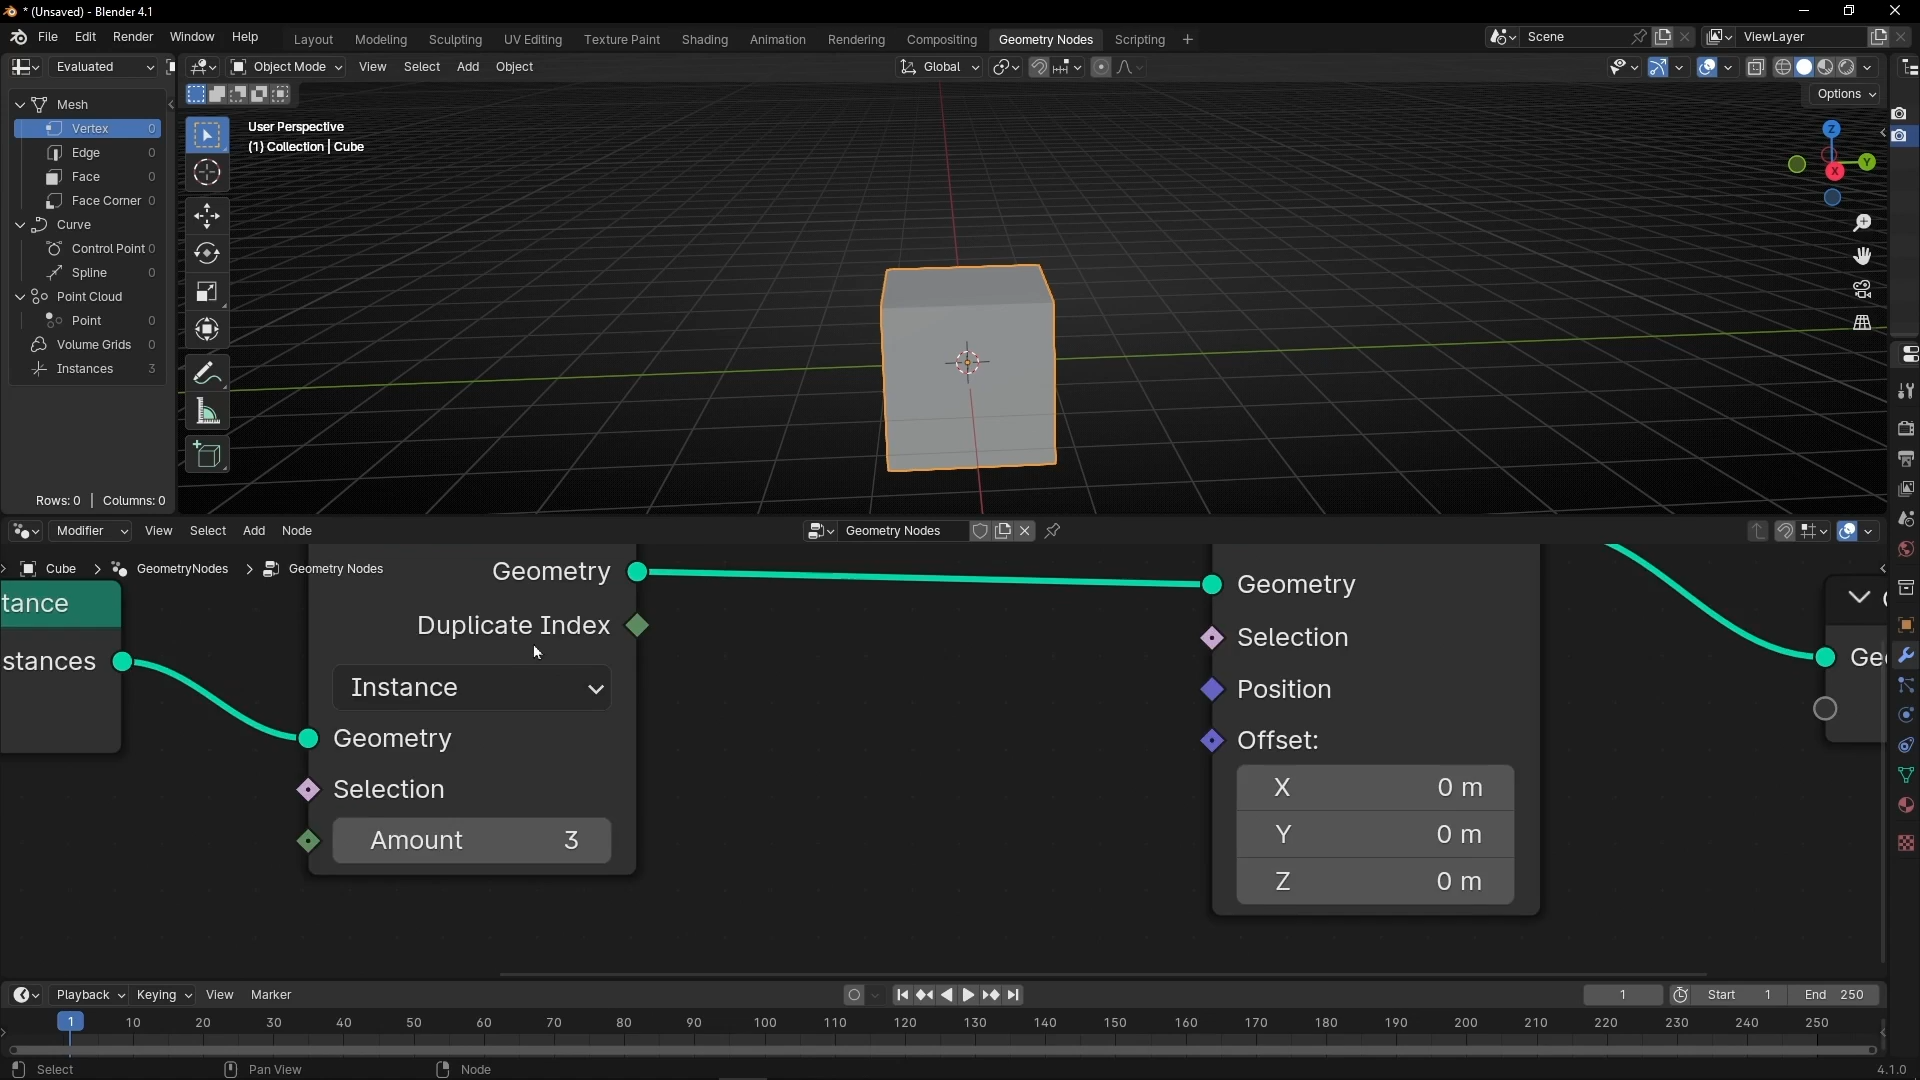 * (Unsaved) - Blender 4.1
File Edit Render Window Help Layout Modeling Sculpting UV Editing Texture Paint Shading Animation Rendering Compositing Geometry Nodes Scripting + Scene ViewLayer
Evaluated Object Mode View Select Add Object Global
Options
Mesh
Vertex 0
Edge 0
Face 0
Face Corner 0
Curve
Control Point 0
Spline 0
Point Cloud
Point 0
Volume Grids 0
Instances 3
Rows: 0 | Columns: 0
User Perspective
(1) Collection | Cube
Z
Y
X
Modifier View Select Add Node Geometry Nodes
Cube > GeometryNodes > Geometry Nodes
tance
stances
Geometry
Duplicate Index
Instance
Geometry
Selection
Amount 3
Geometry
Selection
Position
Offset:
X 0 m
Y 0 m
Z 0 m
Playback Keying View Marker 1 Start 1 End 250
1 10 20 30 40 50 60 70 80 90 100 110 120 130 140 150 160 170 180 190 200 210 220 230 240 250
Select Pan View Node 4.1.0